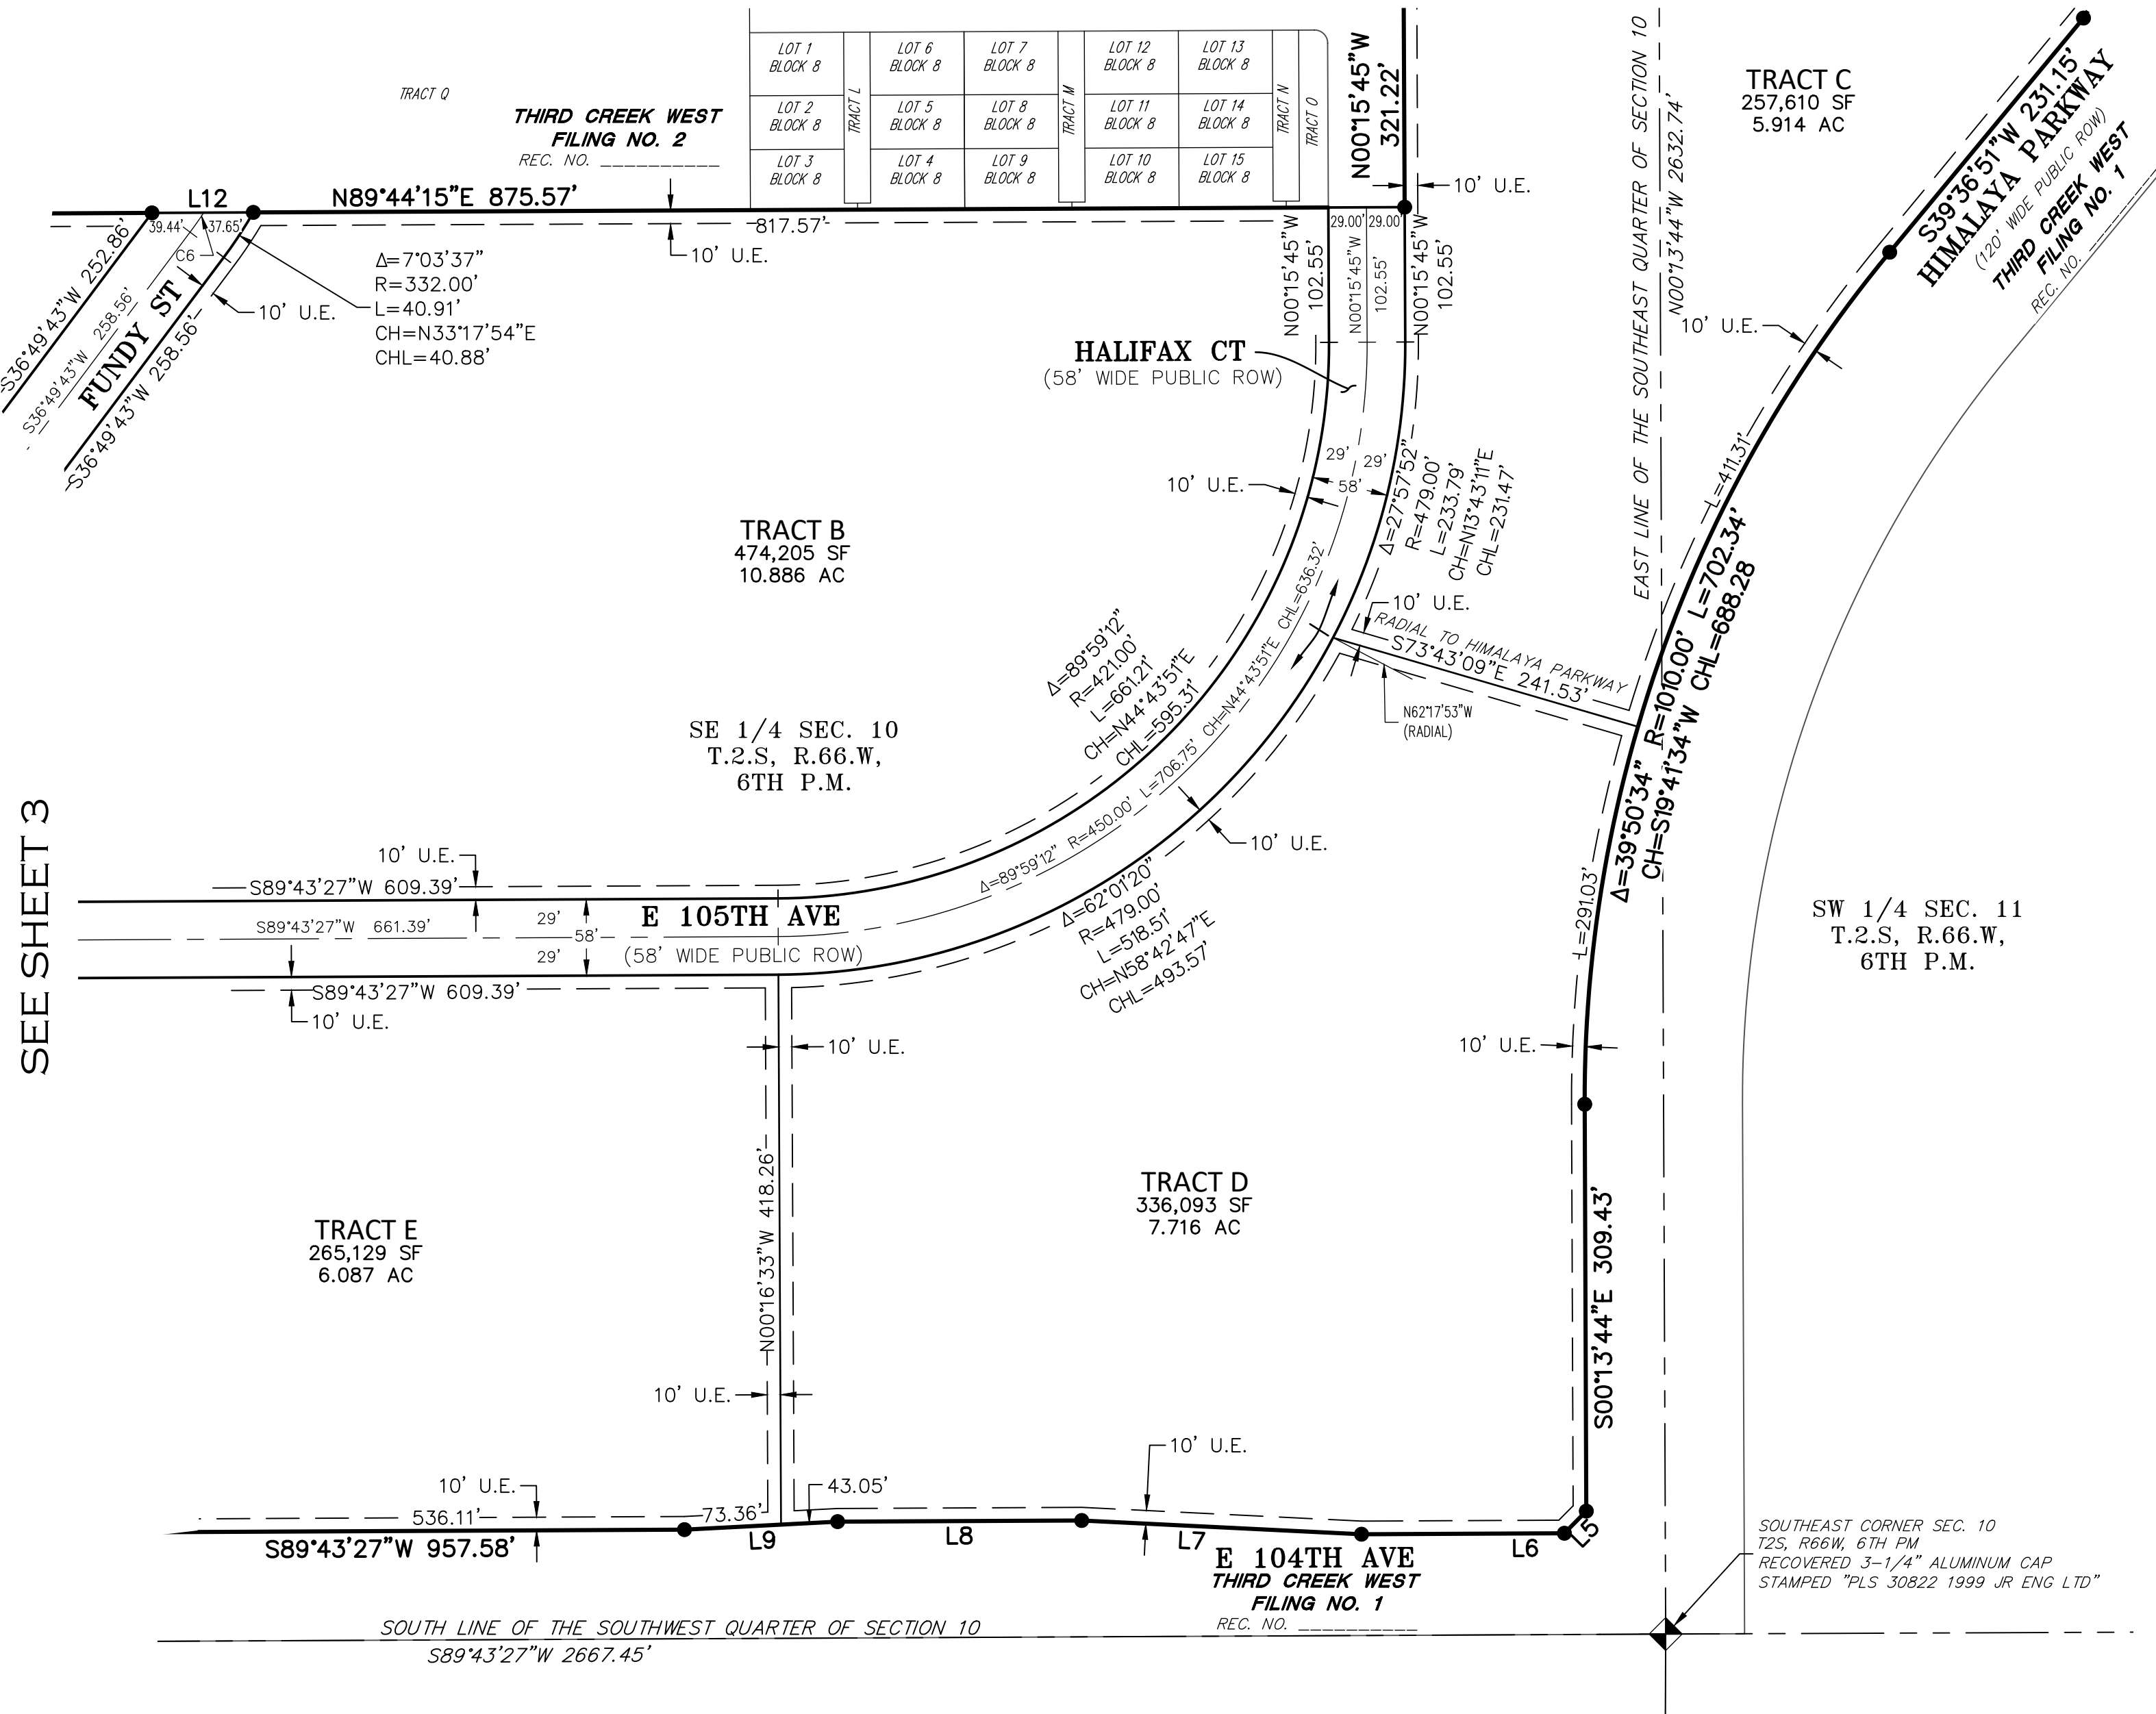 TRACT Q
THIRD CREEK WEST
FILING NO. 2
REC. NO. __________
LOT 1
BLOCK 8
LOT 2
BLOCK 8
LOT 3
BLOCK 8
TRACT L
LOT 6
BLOCK 8
LOT 5
BLOCK 8
LOT 4
BLOCK 8
LOT 7
BLOCK 8
LOT 8
BLOCK 8
LOT 9
BLOCK 8
TRACT M
LOT 12
BLOCK 8
LOT 11
BLOCK 8
LOT 10
BLOCK 8
LOT 13
BLOCK 8
LOT 14
BLOCK 8
LOT 15
BLOCK 8
TRACT N
TRACT O
N00°15'45"W
321.22'
10' U.E.
EAST LINE OF THE SOUTHEAST QUARTER OF SECTION 10
N00°13'44"W 2632.74'
TRACT C
257,610 SF
5.914 AC
S39°36'51"W 231.15'
HIMALAYA PARKWAY
(120' WIDE PUBLIC ROW)
THIRD CREEK WEST
FILING NO. 1
REC. NO. __________
L12
N89°44'15"E 875.57'
817.57'
10' U.E.
39.44'
37.65'
C6
S36°49'43"W 252.86'
S36°49'43"W 258.56'
FUNDY ST
S36°49'43"W 258.56'
10' U.E.
Δ=7°03'37"
R=332.00'
L=40.91'
CH=N33°17'54"E
CHL=40.88'
N00°15'45"W
102.55'
29.00'
29.00'
N00°15'45"W
102.55'
N00°15'45"W
102.55'
HALIFAX CT
(58' WIDE PUBLIC ROW)
10' U.E.
29'
29'
58'
10' U.E.
Δ=27°57'52"
R=479.00'
L=233.79'
CH=N13°43'11"E
CHL=231.47'
L=411.31'
TRACT B
474,205 SF
10.886 AC
10' U.E.
RADIAL TO HIMALAYA PARKWAY
S73°43'09"E 241.53'
N62°17'53"W
(RADIAL)
Δ=39°50'34" R=1010.00' L=702.34'
CH=S19°41'34"W CHL=688.28
Δ=89°59'12"
R=421.00'
L=661.21'
CH=N44°43'51"E
CHL=595.31'
Δ=89°59'12" R=450.00' L=706.75' CH=N44°43'51"E CHL=636.32'
SE 1/4 SEC. 10
T.2.S, R.66.W,
6TH P.M.
10' U.E.
SEE SHEET 3
10' U.E.
S89°43'27"W 609.39'
S89°43'27"W 661.39'
29'
58'
29'
E 105TH AVE
(58' WIDE PUBLIC ROW)
S89°43'27"W 609.39'
10' U.E.
Δ=62°01'20"
R=479.00'
L=518.51'
CH=N58°42'47"E
CHL=493.57'
L=291.03'
SW 1/4 SEC. 11
T.2.S, R.66.W,
6TH P.M.
10' U.E.
10' U.E.
N00°16'33"W 418.26'
TRACT D
336,093 SF
7.716 AC
S00°13'44"E 309.43'
TRACT E
265,129 SF
6.087 AC
10' U.E.
10' U.E.
10' U.E.
43.05'
536.11'
73.36'
S89°43'27"W 957.58'
L9
L8
L7
L6
L5
E 104TH AVE
THIRD CREEK WEST
FILING NO. 1
REC. NO. __________
SOUTHEAST CORNER SEC. 10
T2S, R66W, 6TH PM
RECOVERED 3-1/4" ALUMINUM CAP
STAMPED "PLS 30822 1999 JR ENG LTD"
SOUTH LINE OF THE SOUTHWEST QUARTER OF SECTION 10
S89°43'27"W 2667.45'